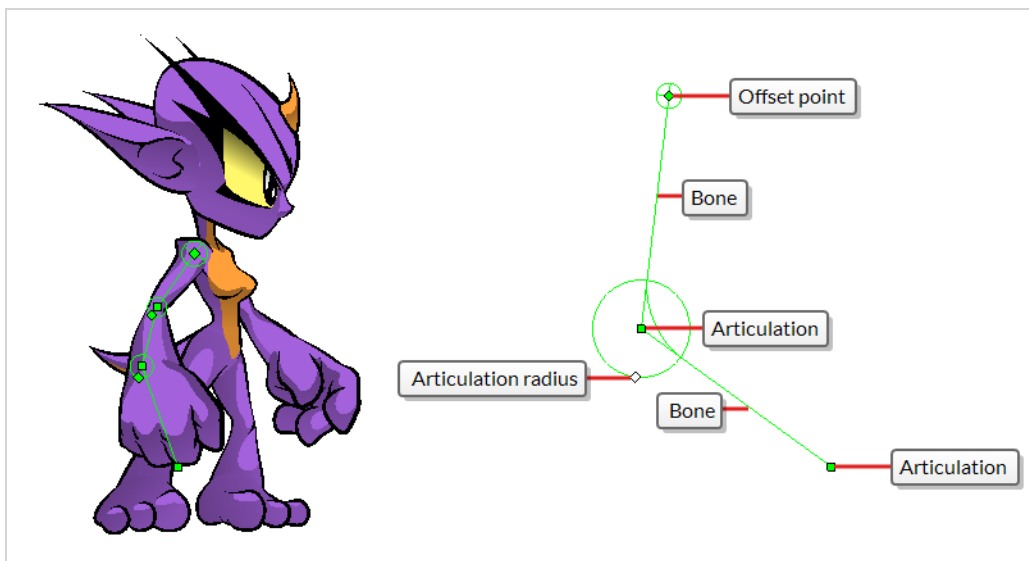 Offset point
Bone
Articulation
Articulation radius
Bone
Articulation